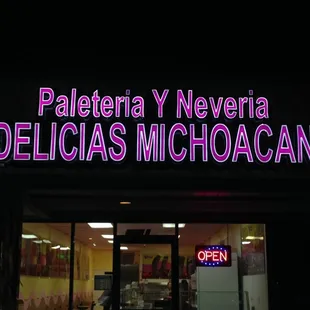 Paleteria Y Neveria
DELICIAS MICHOACAN
OPEN